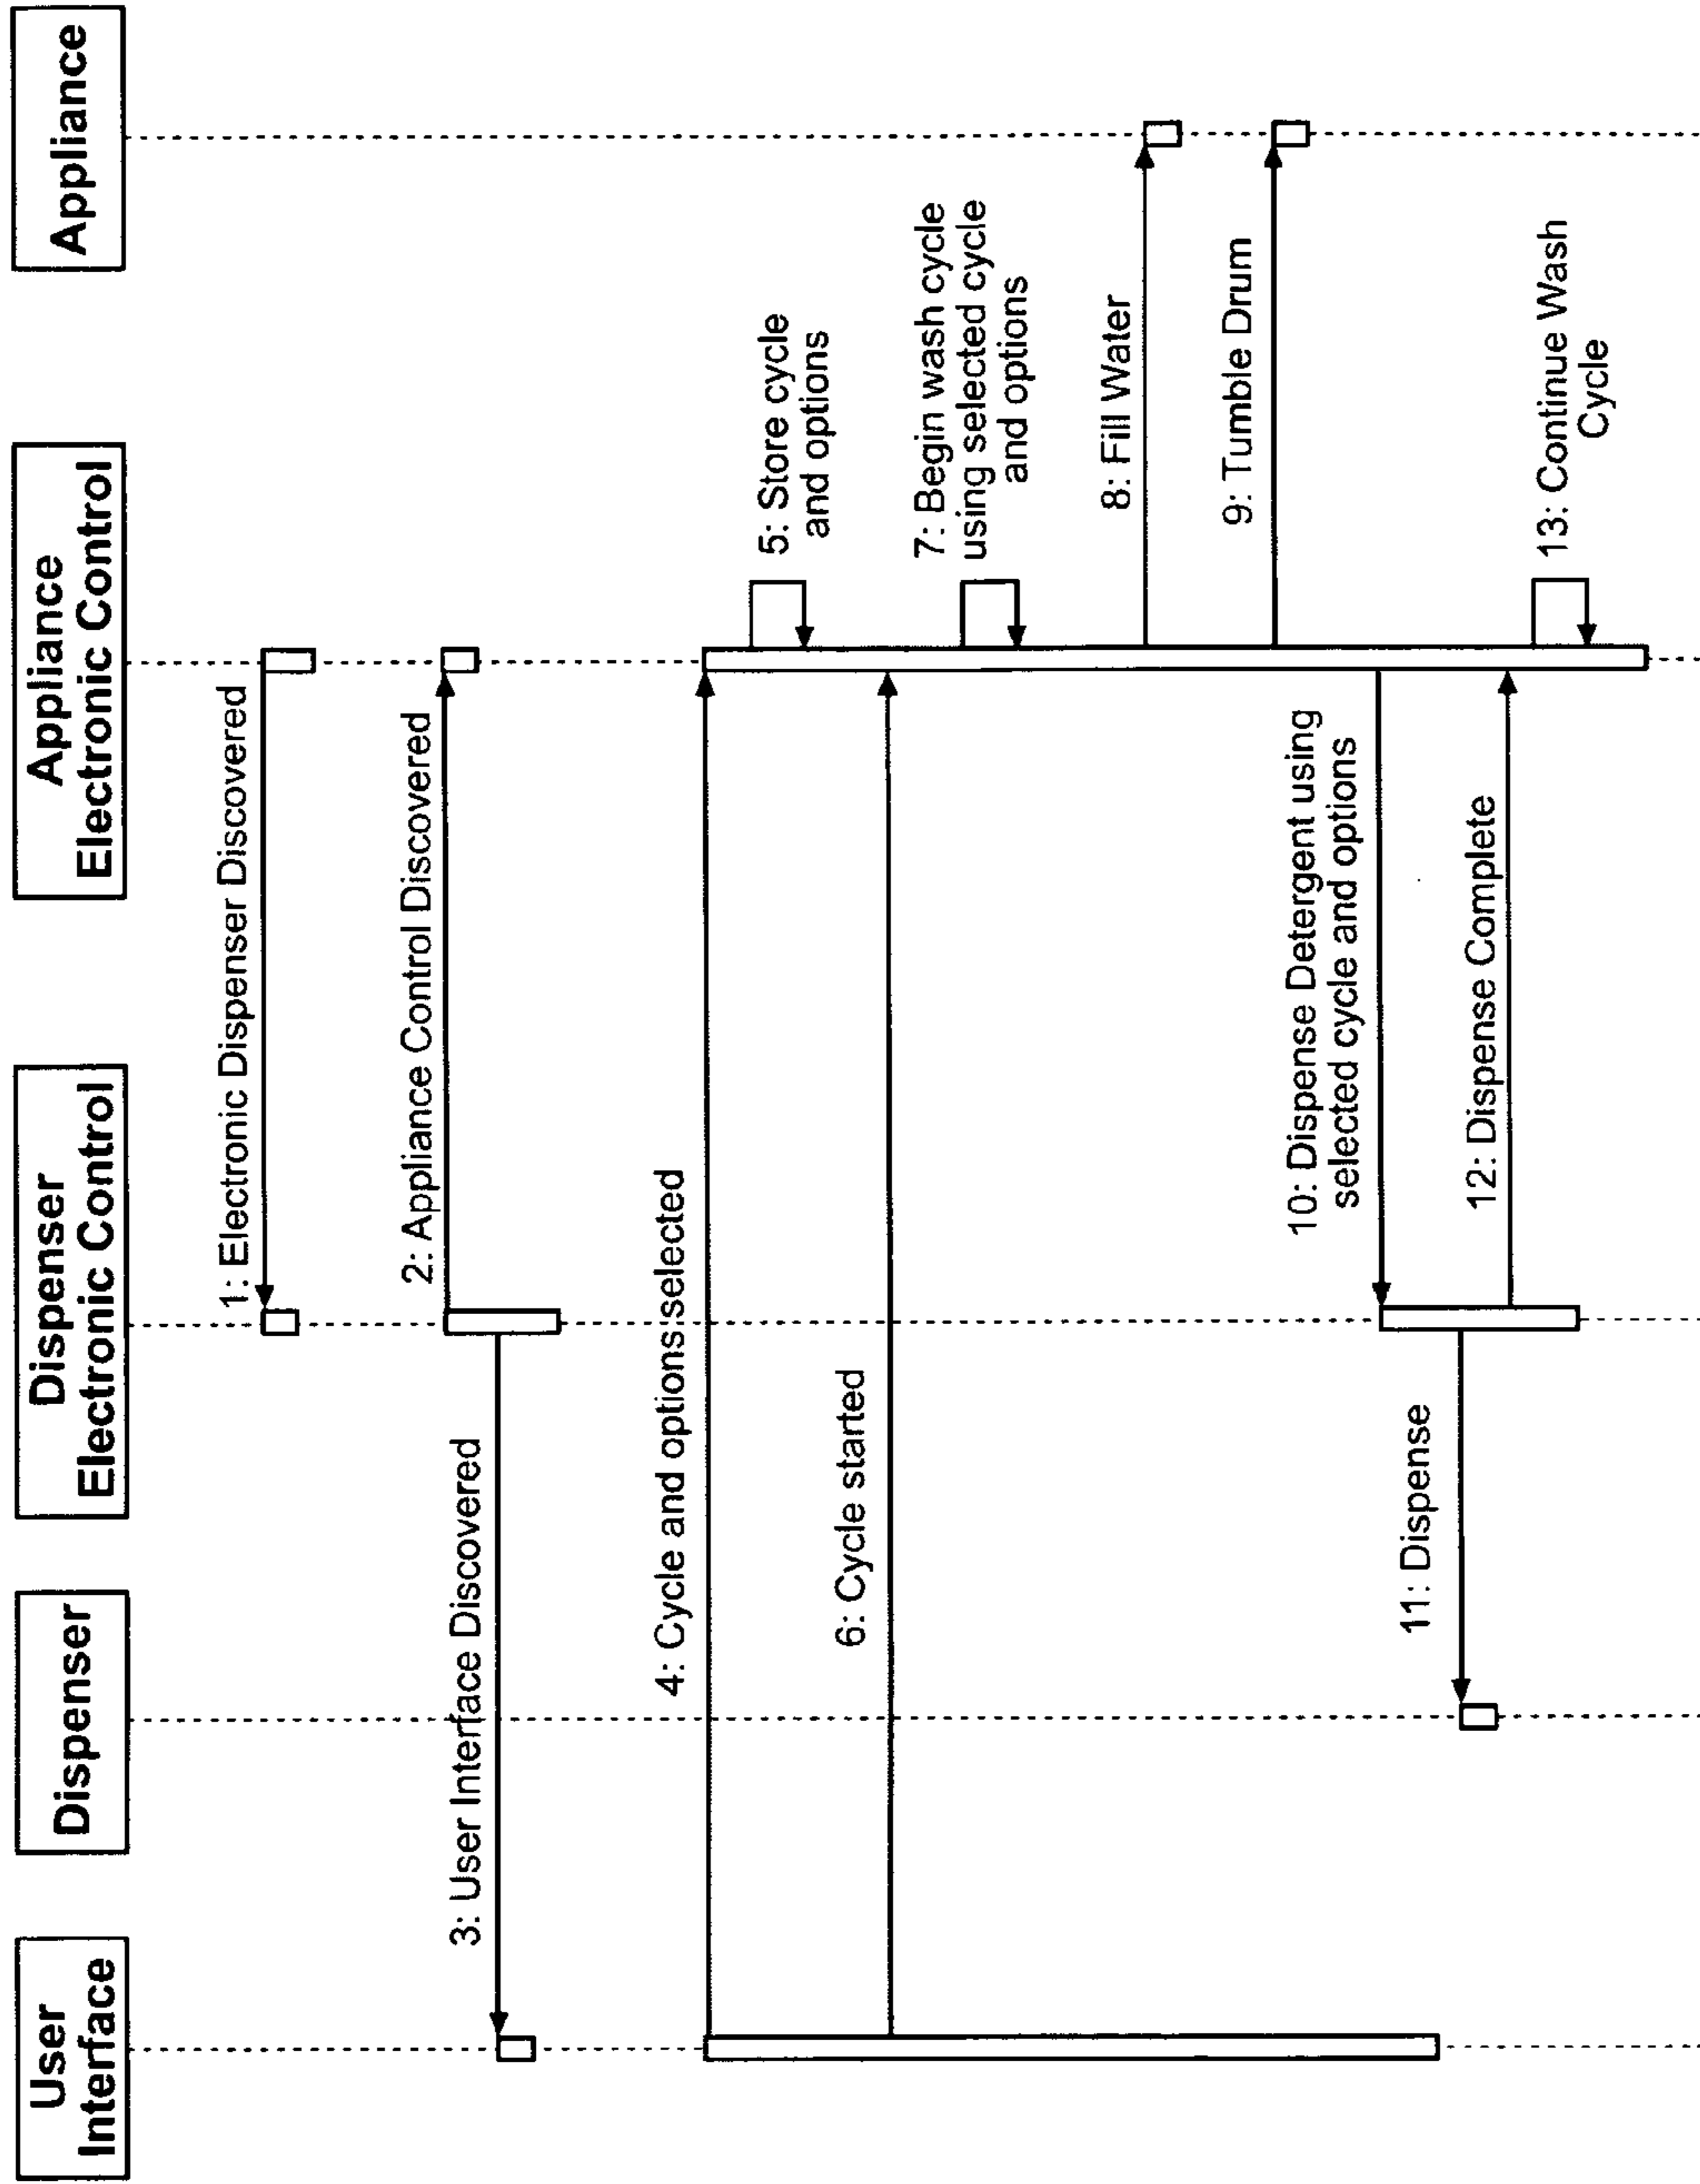 User
Interface
Dispenser
Dispenser
Electronic Control
Appliance
Electronic Control
Appliance
1: Electronic Dispenser Discovered
2: Appliance Control Discovered
3: User Interface Discovered
4: Cycle and options selected
5: Store cycle
and options
6: Cycle started
7: Begin wash cycle
using selected cycle
and options
8: Fill Water
9: Tumble Drum
10: Dispense Detergent using
selected cycle and options
11: Dispense
12: Dispense Complete
13: Continue Wash
Cycle